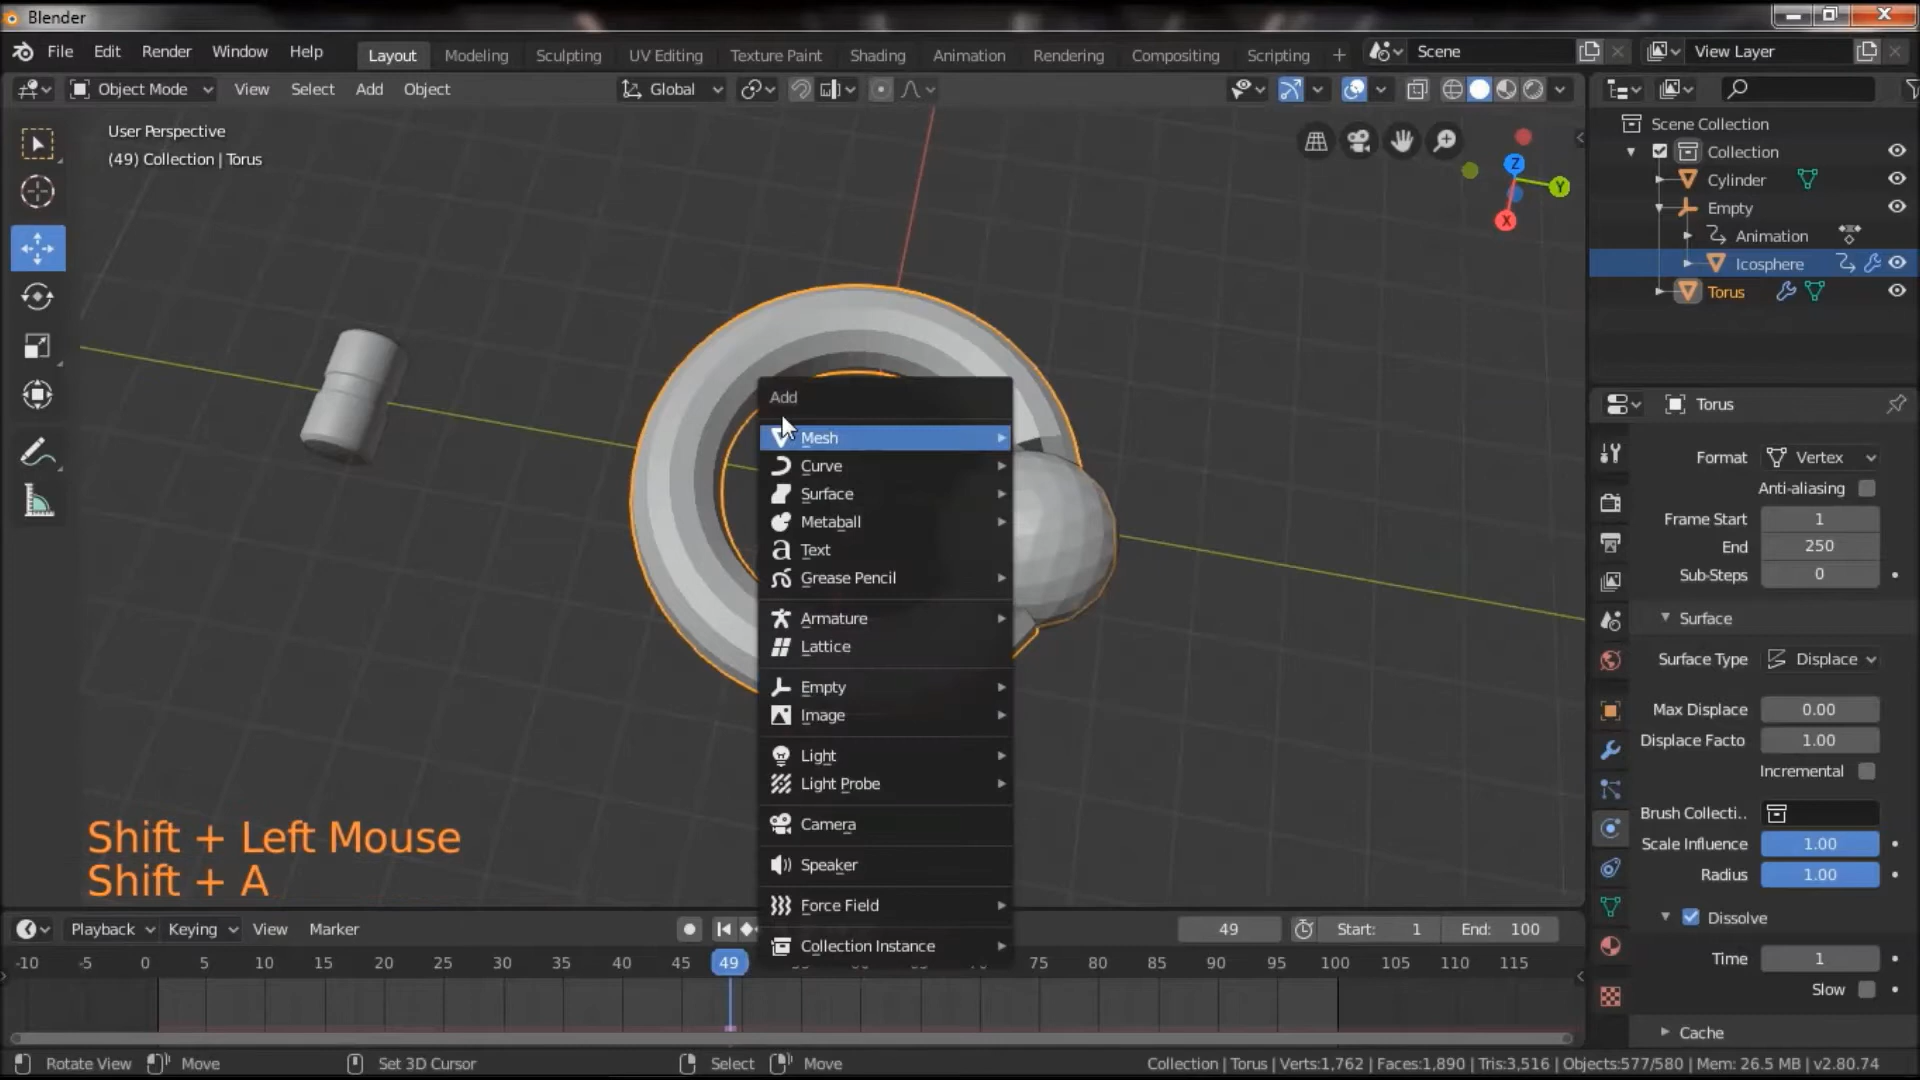 Blender
File Edit Render Window Help
Layout Modeling Sculpting UV Editing Texture Paint Shading Animation Rendering Compositing Scripting +
Scene
View Layer
Object Mode View Select Add Object
Global
User Perspective
(49) Collection | Torus
Z
Y
X
Scene Collection
Collection
Cylinder
Empty
Animation
Icosphere
Torus
Add
Mesh
Curve
Surface
Metaball
Text
Grease Pencil
Armature
Lattice
Empty
Image
Light
Light Probe
Camera
Speaker
Force Field
Collection Instance
Torus
Format Vertex
Anti-aliasing
Frame Start 1
End 250
Sub-Steps 0
Surface
Surface Type Displace
Max Displace 0.00
Displace Facto 1.00
Incremental
Brush Collecti..
Scale Influence 1.00
Radius 1.00
Dissolve
Time 1
Slow
Cache
Shift + Left Mouse
Shift + A
Playback Keying View Marker
49 Start: 1 End: 100
-10 -5 0 5 10 15 20 25 30 35 40 45 49 75 80 85 90 95 100 105 110 115
Rotate View Move Set 3D Cursor Select Move
Collection | Torus | Verts:1,762 | Faces:1,890 | Tris:3,516 | Objects:577/580 | Mem: 26.5 MB | v2.80.74